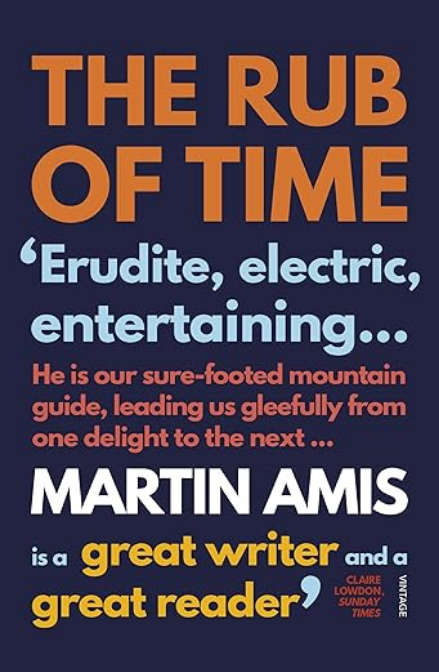 THE RUB
OF TIME
‘Erudite, electric,
entertaining...
He is our sure-footed mountain
guide, leading us gleefully from
one delight to the next ...
MARTIN AMIS
is a great writer and a
great reader’
CLAIRE
LOWDON,
SUNDAY
TIMES
VINTAGE